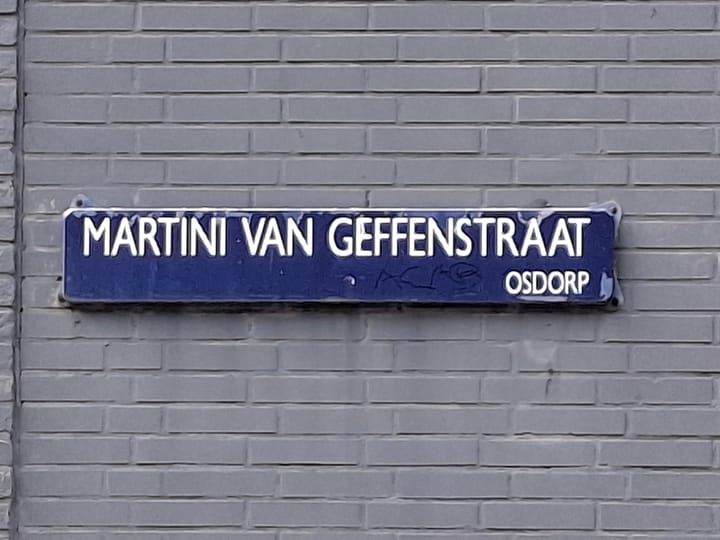 MARTINI VAN GEFFENSTRAAT
OSDORP